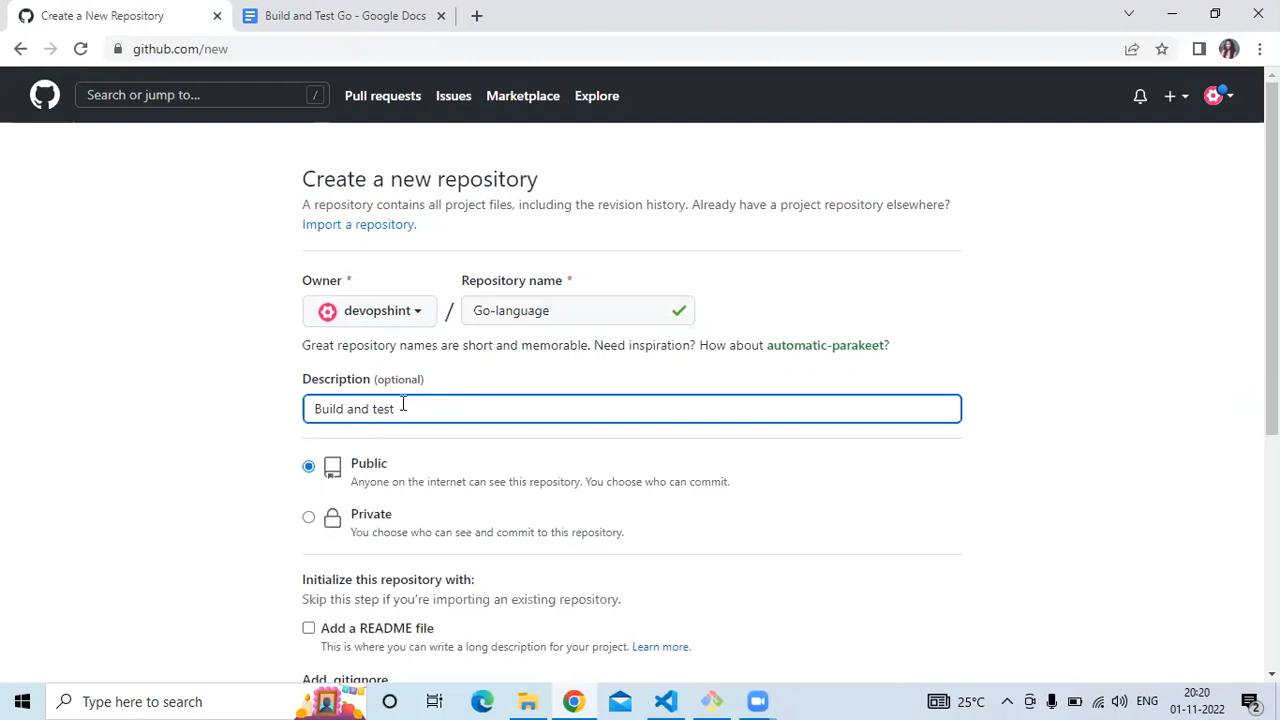 Create a New Repository
Build and Test Go - Google Docs
github.com/new
Search or jump to... /
Pull requests
Issues
Marketplace
Explore
Create a new repository
A repository contains all project files, including the revision history. Already have a project repository elsewhere?
Import a repository.
Owner *
Repository name *
devopshint
/
Go-language
Great repository names are short and memorable. Need inspiration? How about automatic-parakeet?
Description (optional)
Build and test
Public
Anyone on the internet can see this repository. You choose who can commit.
Private
You choose who can see and commit to this repository.
Initialize this repository with:
Skip this step if you're importing an existing repository.
Add a README file
This is where you can write a long description for your project. Learn more.
Add .gitignore
Type here to search
25°C
ENG
20:20
01-11-2022
2